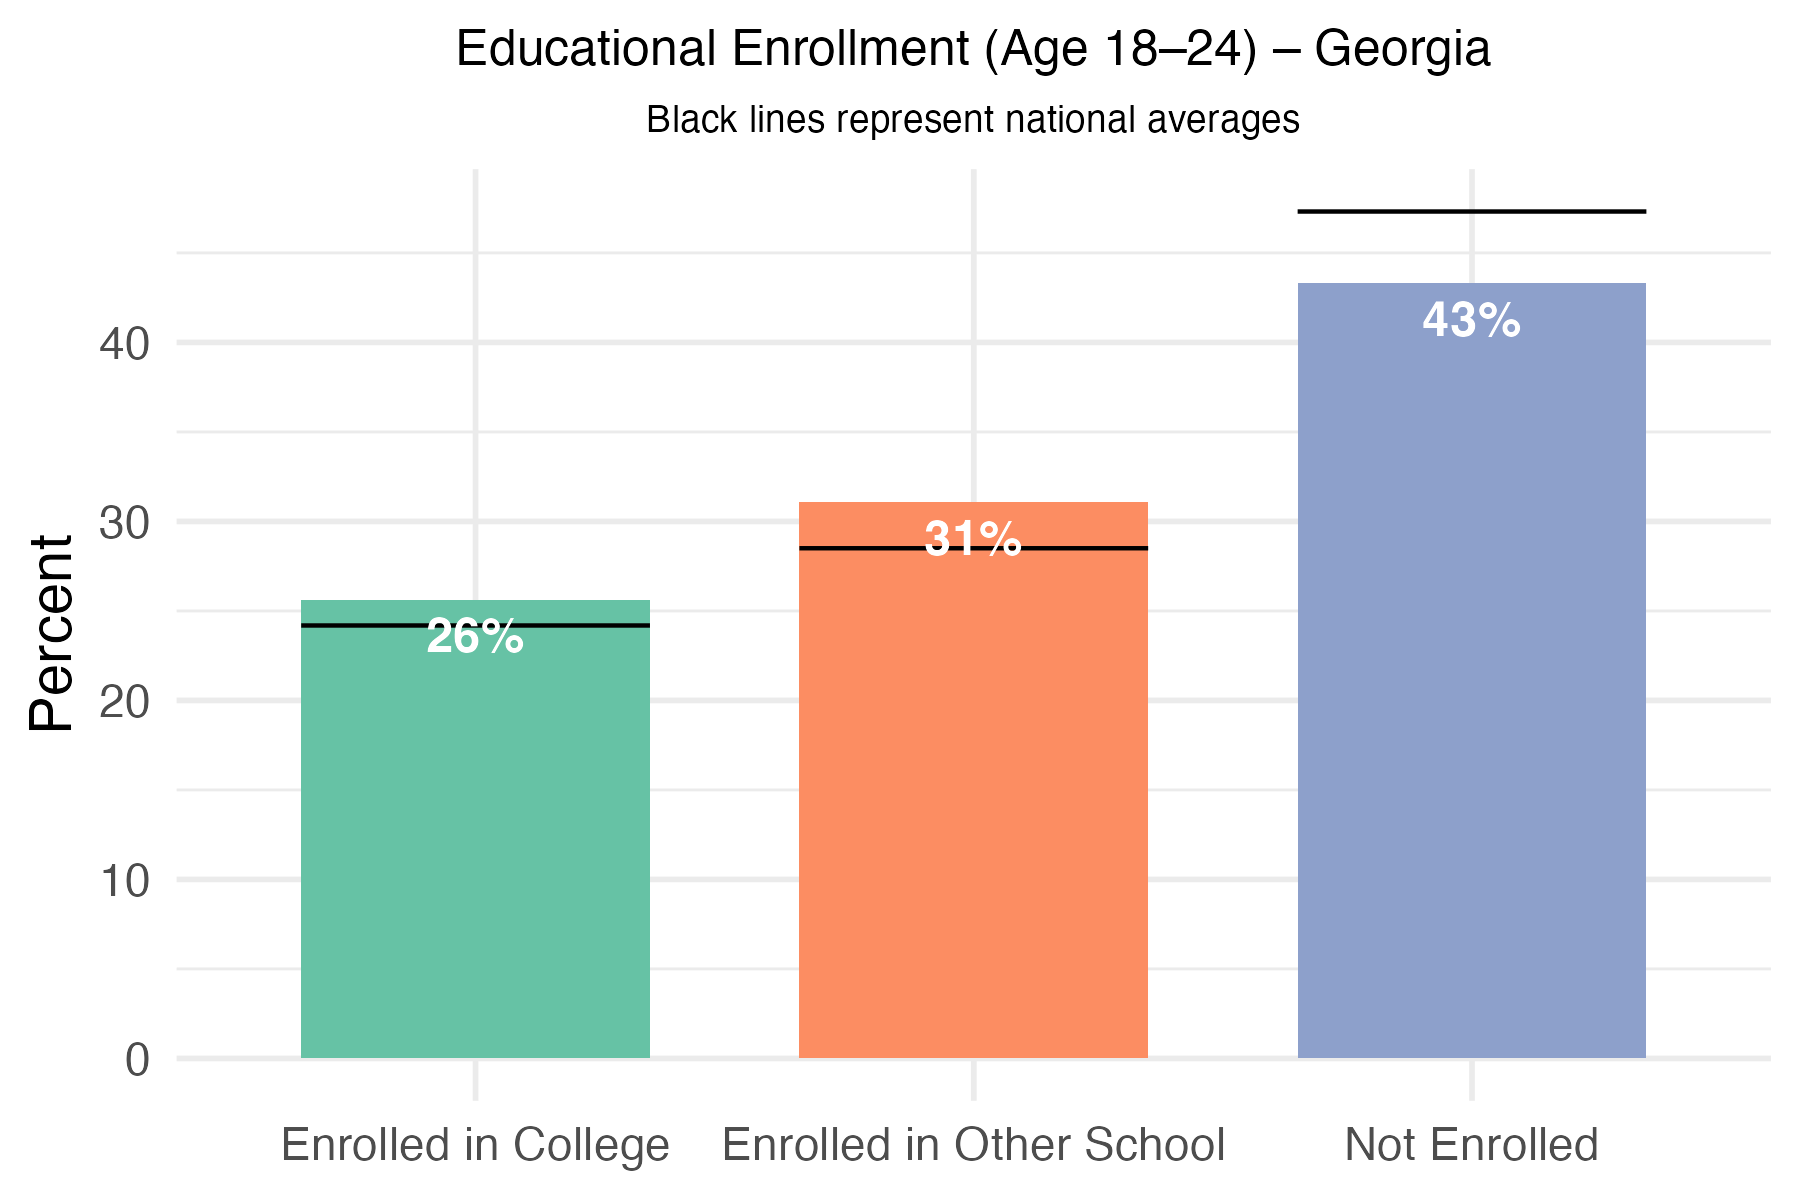 Educational Enrollment (Age 18–24) – Georgia
Black lines represent national averages
Percent
40
30
20
10
0
26%
31%
43%
Enrolled in College
Enrolled in Other School
Not Enrolled